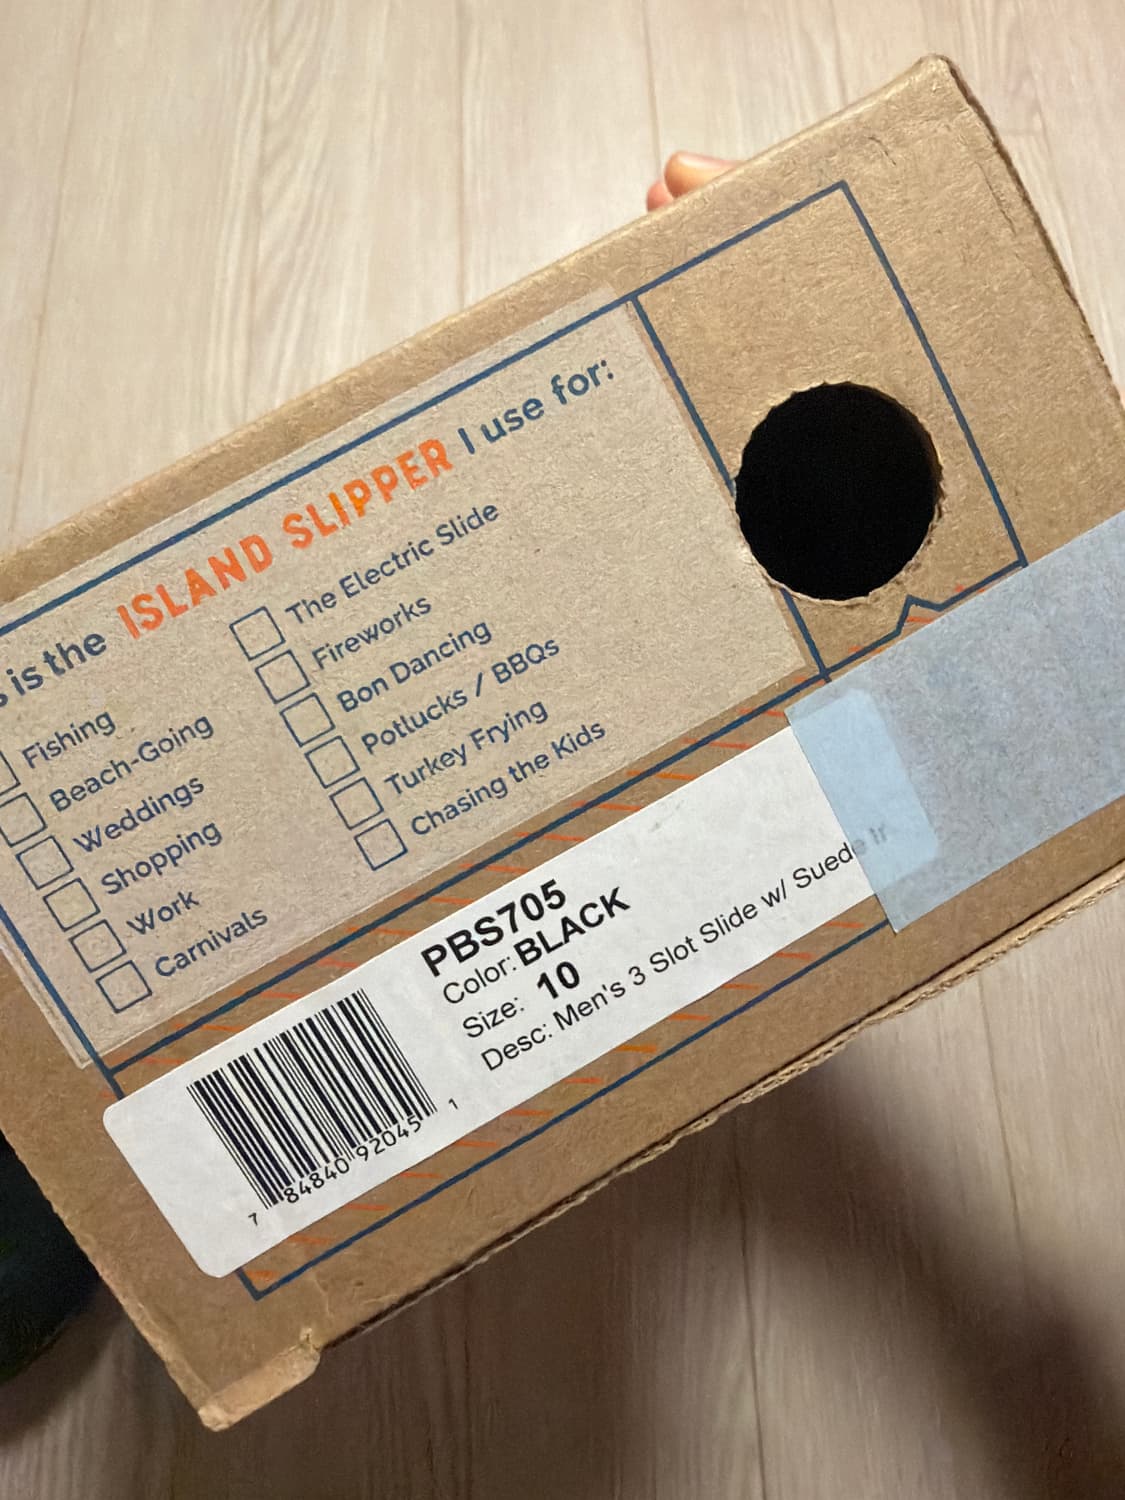 is the ISLAND SLIPPER I use for:
Fishing
Beach-Going
Weddings
Shopping
Work
Carnivals
The Electric Slide
Fireworks
Bon Dancing
Potlucks / BBQs
Turkey Frying
Chasing the Kids
PBS705
Color: BLACK
Size: 10
Desc: Men's 3 Slot Slide w/ Suede
7 84840 92045 1